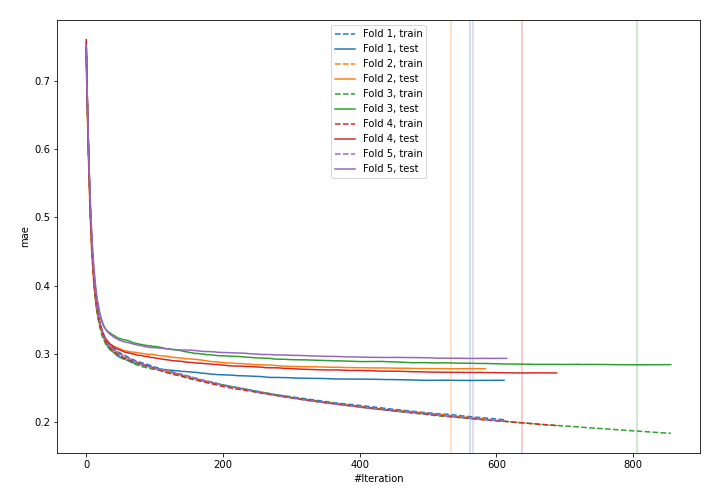 Fold 1, train
Fold 1, test
Fold 2, train
Fold 2, test
Fold 3, train
Fold 3, test
Fold 4, train
Fold 4, test
Fold 5, train
Fold 5, test
0.7
0.6
0.5
0.4
0.3
0.2
mae
0 200 400 600 800
#Iteration